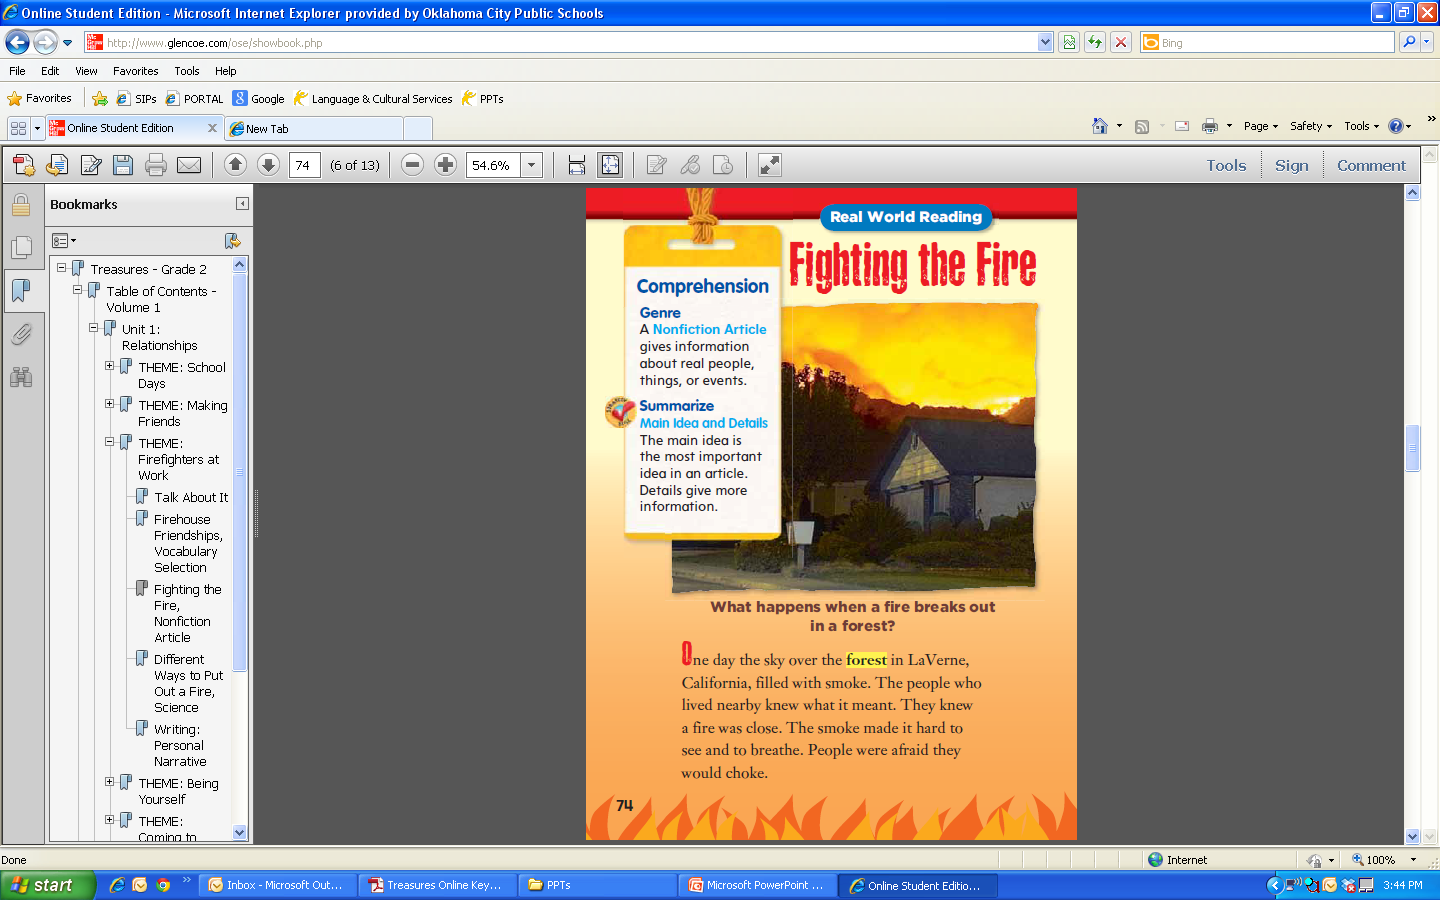 Online Student Edition - Microsoft Internet Explorer provided by Oklahoma City Public Schools
http://www.glencoe.com/ose/showbook.php
Bing
File Edit View Favorites Tools Help
Favorites SIPs PORTAL Google Language & Cultural Services PPTs
Online Student Edition New Tab
Page Safety Tools
74 (6 of 13) 54.6% Tools Sign Comment
Bookmarks
Treasures - Grade 2
Table of Contents -
Volume 1
Unit 1:
Relationships
THEME: School
Days
THEME: Making
Friends
THEME:
Firefighters at
Work
Talk About It
Firehouse
Friendships,
Vocabulary
Selection
Fighting the
Fire,
Nonfiction
Article
Different
Ways to Put
Out a Fire,
Science
Writing:
Personal
Narrative
THEME: Being
Yourself
THEME:
Coming to
Real World Reading
Fighting the Fire
Comprehension
Genre
A Nonfiction Article
gives information
about real people,
things, or events.
Summarize
Main Idea and Details
The main idea is
the most important
idea in an article.
Details give more
information.
What happens when a fire breaks out
in a forest?
One day the sky over the forest in LaVerne,
California, filled with smoke. The people who
lived nearby knew what it meant. They knew
a fire was close. The smoke made it hard to
see and to breathe. People were afraid they
would choke.
74
Done Internet 100%
start Inbox - Microsoft Out... Treasures Online Key... PPTs Microsoft PowerPoint ... Online Student Editio... 3:44 PM